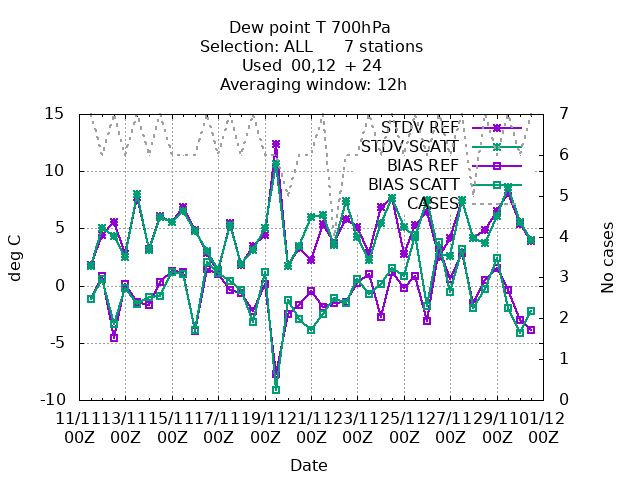 Dew point T 700hPa
Selection: ALL 7 stations
Used 00,12 + 24
Averaging window: 12h
STDV REF
STDV SCATT
BIAS REF
BIAS SCATT
CASES
deg C
15
10
5
0
-5
-10
No cases
7
6
5
4
3
2
1
0
11/11 13/11 15/11 17/11 19/11 21/11 23/11 25/11 27/11 29/11 01/12
00Z 00Z 00Z 00Z 00Z 00Z 00Z 00Z 00Z 00Z 00Z
Date